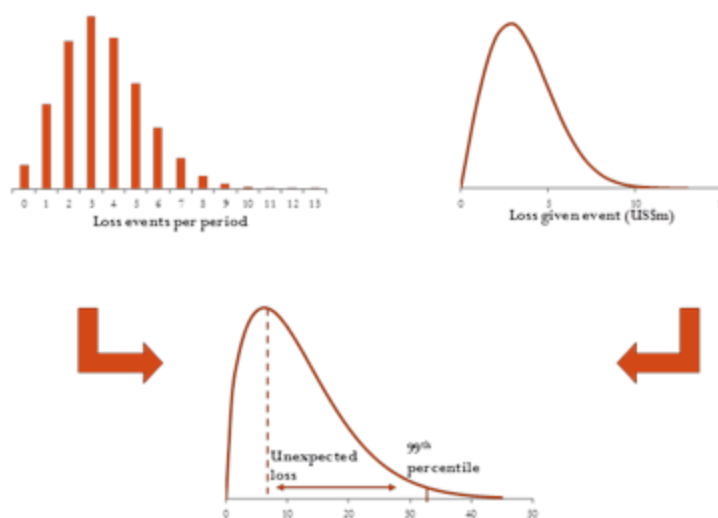 0 1 2 3 4 5 6 7 8 9 10 11 12 13
Loss events per period
0 5 10
Loss given event (US$m)
99th
percentile
Unexpected
loss
0 10 20 30 40 50